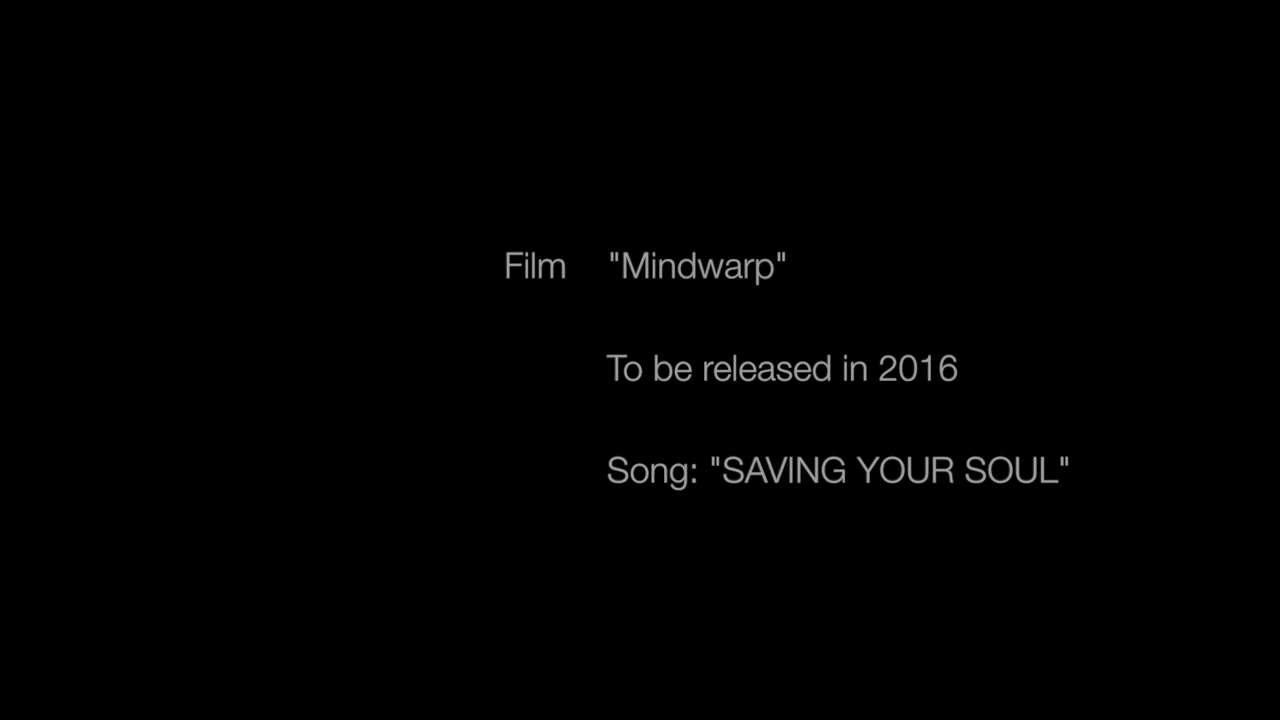 Film "Mindwarp"
To be released in 2016
Song: "SAVING YOUR SOUL"